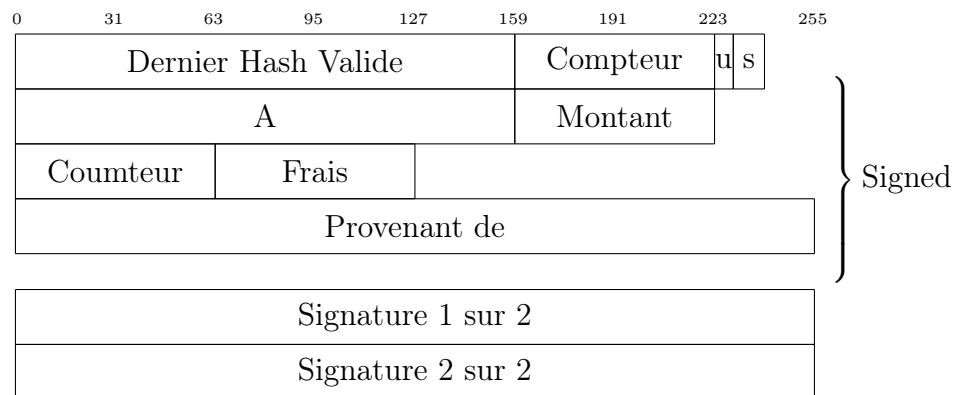 0 31 63 95 127 159 191 223 255
Dernier Hash Valide Compteur u s
A Montant
Coumteur Frais
Signed
Provenant de
Signature 1 sur 2
Signature 2 sur 2